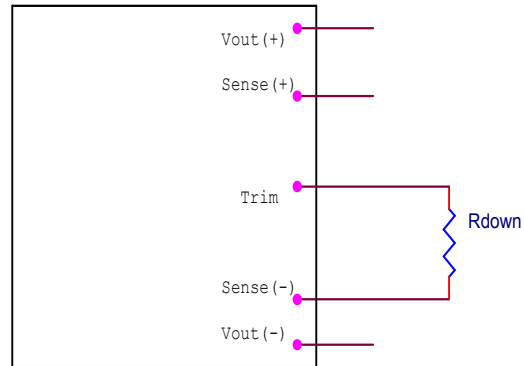 Vout(+)
Sense(+)
Trim
Rdown
Sense(-)
Vout(-)